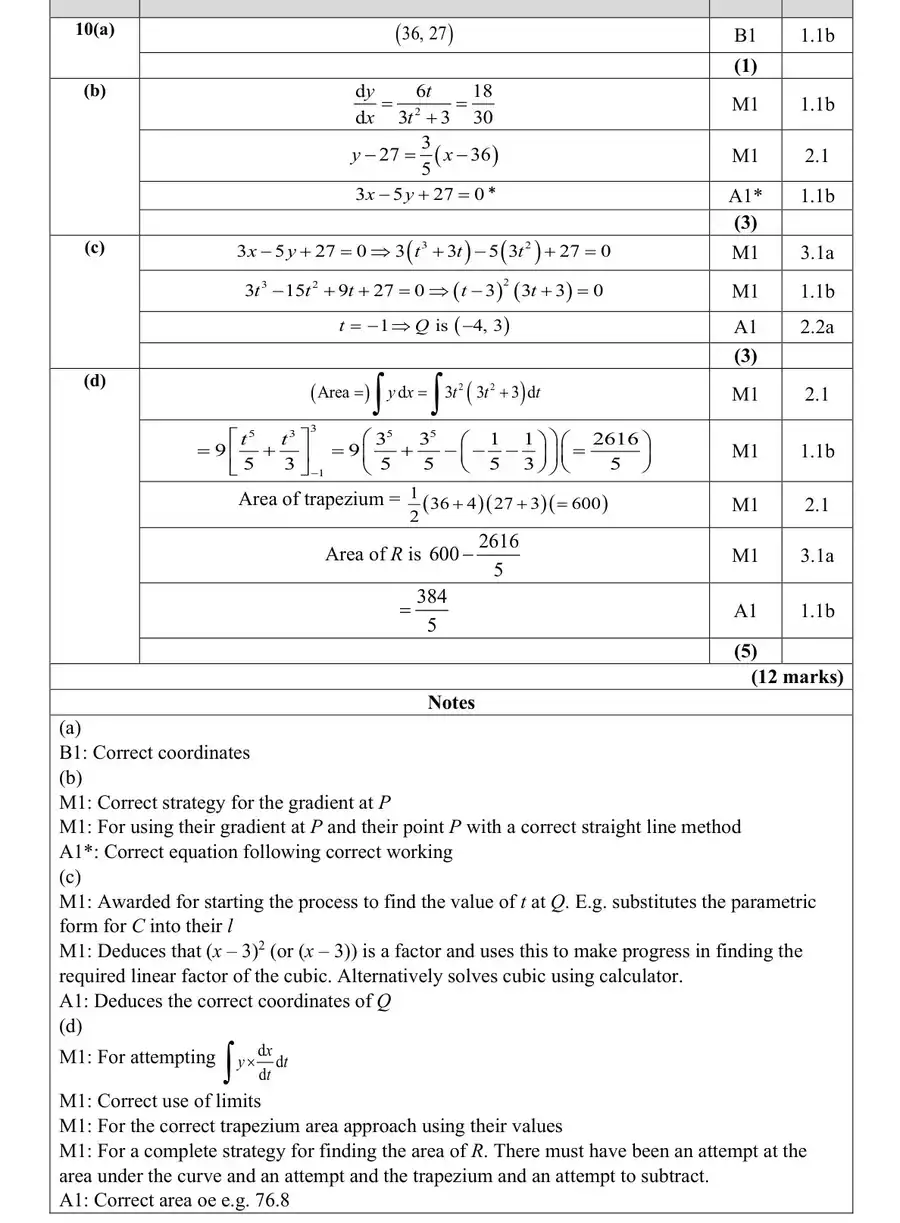 10(a) (36, 27) B1 1.1b
(1)
(b) dy/dx = 6t/(3t² + 3) = 18/30 M1 1.1b
y − 27 = 3/5 (x − 36) M1 2.1
3x − 5y + 27 = 0 * A1* 1.1b
(3)
(c) 3x − 5y + 27 = 0 ⇒ 3(t³ + 3t) − 5(3t²) + 27 = 0 M1 3.1a
3t³ − 15t² + 9t + 27 = 0 ⇒ (t − 3)² (3t + 3) = 0 M1 1.1b
t = −1 ⇒ Q is (−4, 3) A1 2.2a
(3)
(d) (Area =) ∫ y dx = ∫ 3t² (3t² + 3) dt M1 2.1
= 9[t⁵/5 + t³/3]³₋₁ = 9(3⁵/5 + 3⁵/5 − (−1/5 − 1/3)) (= 2616/5) M1 1.1b
Area of trapezium = 1/2 (36 + 4)(27 + 3)(= 600) M1 2.1
Area of R is 600 − 2616/5 M1 3.1a
= 384/5 A1 1.1b
(5)
(12 marks)
Notes
(a)
B1: Correct coordinates
(b)
M1: Correct strategy for the gradient at P
M1: For using their gradient at P and their point P with a correct straight line method
A1*: Correct equation following correct working
(c)
M1: Awarded for starting the process to find the value of t at Q. E.g. substitutes the parametric
form for C into their l
M1: Deduces that (x – 3)² (or (x – 3)) is a factor and uses this to make progress in finding the
required linear factor of the cubic. Alternatively solves cubic using calculator.
A1: Deduces the correct coordinates of Q
(d)
M1: For attempting ∫ y × dx/dt dt
M1: Correct use of limits
M1: For the correct trapezium area approach using their values
M1: For a complete strategy for finding the area of R. There must have been an attempt at the
area under the curve and an attempt and the trapezium and an attempt to subtract.
A1: Correct area oe e.g. 76.8